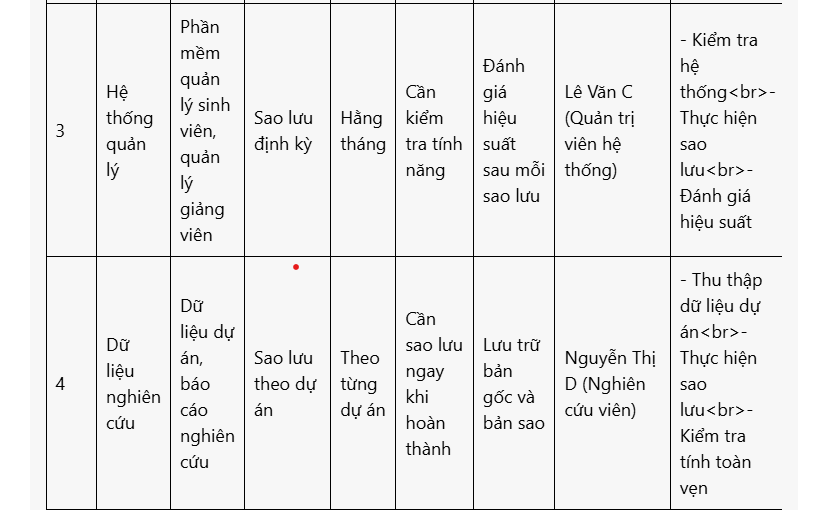 3
Hệ
thống
quản
lý
Phần
mềm
quản
lý sinh
viên,
quản
lý
giảng
viên
Sao lưu
định kỳ
Hằng
tháng
Cần
kiểm
tra tính
năng
Đánh
giá
hiệu
suất
sau mỗi
sao lưu
Lê Văn C
(Quản trị
viên hệ
thống)
- Kiểm tra
hệ
thống<br>-
Thực hiện
sao
lưu<br>-
Đánh giá
hiệu suất
4
Dữ
liệu
nghiên
cứu
Dữ
liệu dự
án,
báo
cáo
nghiên
cứu
Sao lưu
theo dự
án
Theo
từng
dự án
Cần
sao lưu
ngay
khi
hoàn
thành
Lưu trữ
bản
gốc và
bản sao
Nguyễn Thị
D (Nghiên
cứu viên)
- Thu thập
dữ liệu dự
án<br>-
Thực hiện
sao
lưu<br>-
Kiểm tra
tính toàn
vẹn